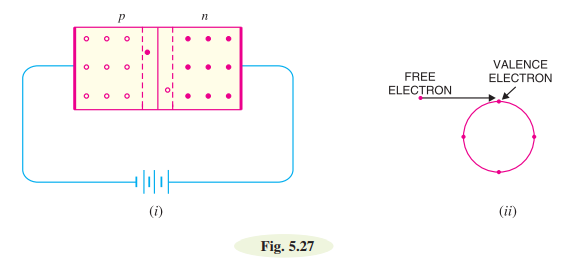 p n
VALENCE
ELECTRON
FREE
ELECTRON
(i)
(ii)
Fig. 5.27